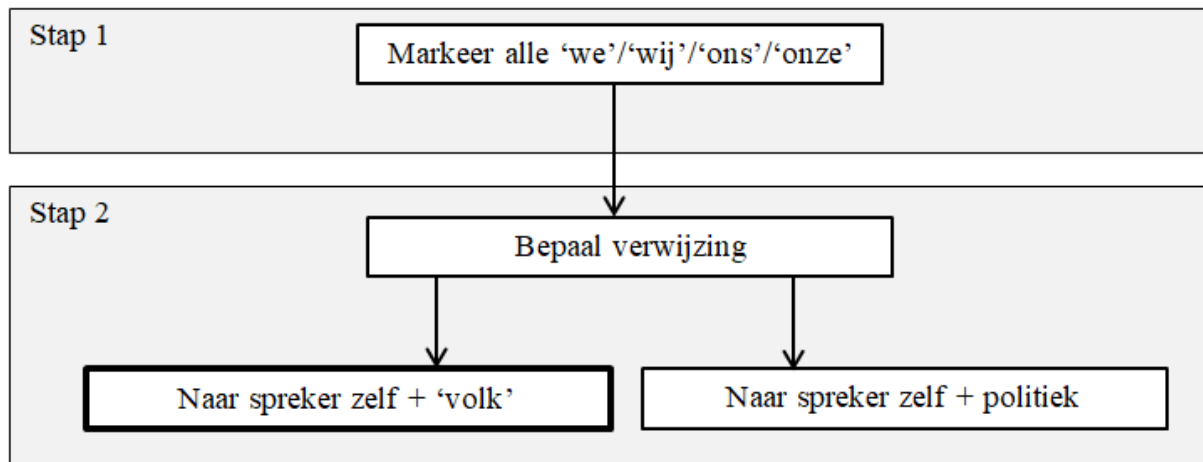 Stap 1
Markeer alle ‘we’/‘wij’/‘ons’/‘onze’
Stap 2
Bepaal verwijzing
Naar spreker zelf + ‘volk’
Naar spreker zelf + politiek